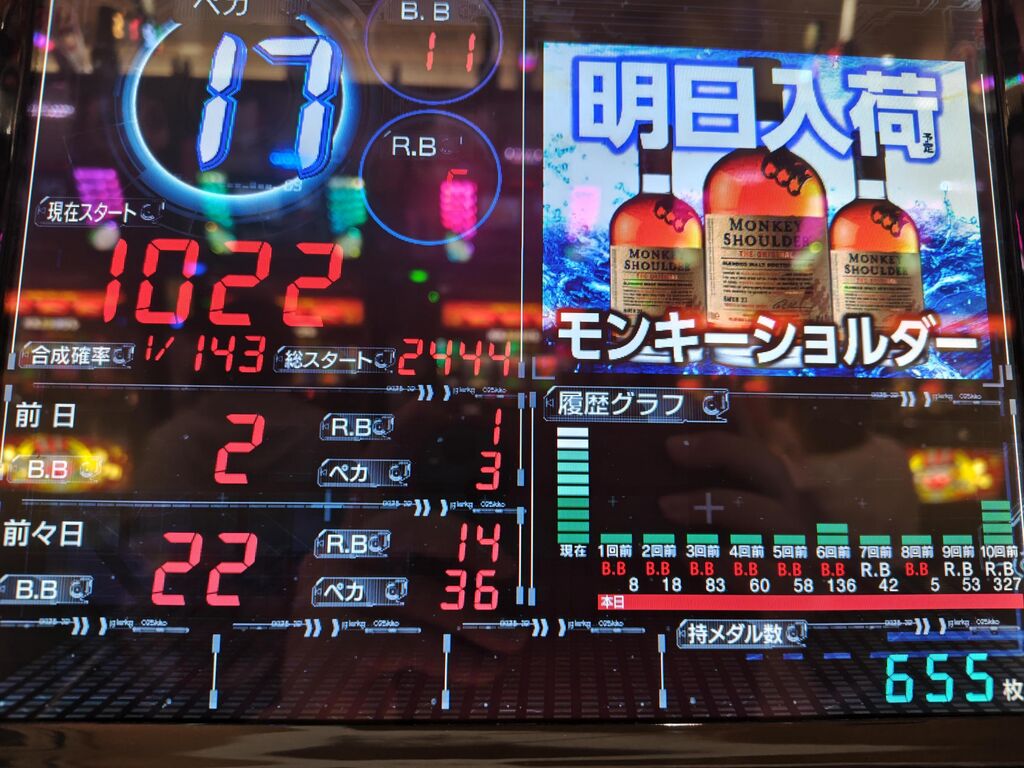 ペカ
17
B.B
11
R.B
現在スタート
1022
合成確率
1/143
総スタート
2444
前日
B.B
2
R.B
1
ペカ
3
前々日
B.B
22
R.B
14
ペカ
36
明日入荷
予定
MONKEY SHOULDER
MONKEY SHOULDER
THE ORIGINAL
MONKEY SHOULDER
モンキーショルダー
履歴グラフ
現在 1回前 2回前 3回前 4回前 5回前 6回前 7回前 8回前 9回前 10回前
B.B B.B B.B B.B B.B B.B R.B B.B R.B R.B
8 18 83 60 58 136 42 5 53 327
本日
持メダル数
655枚